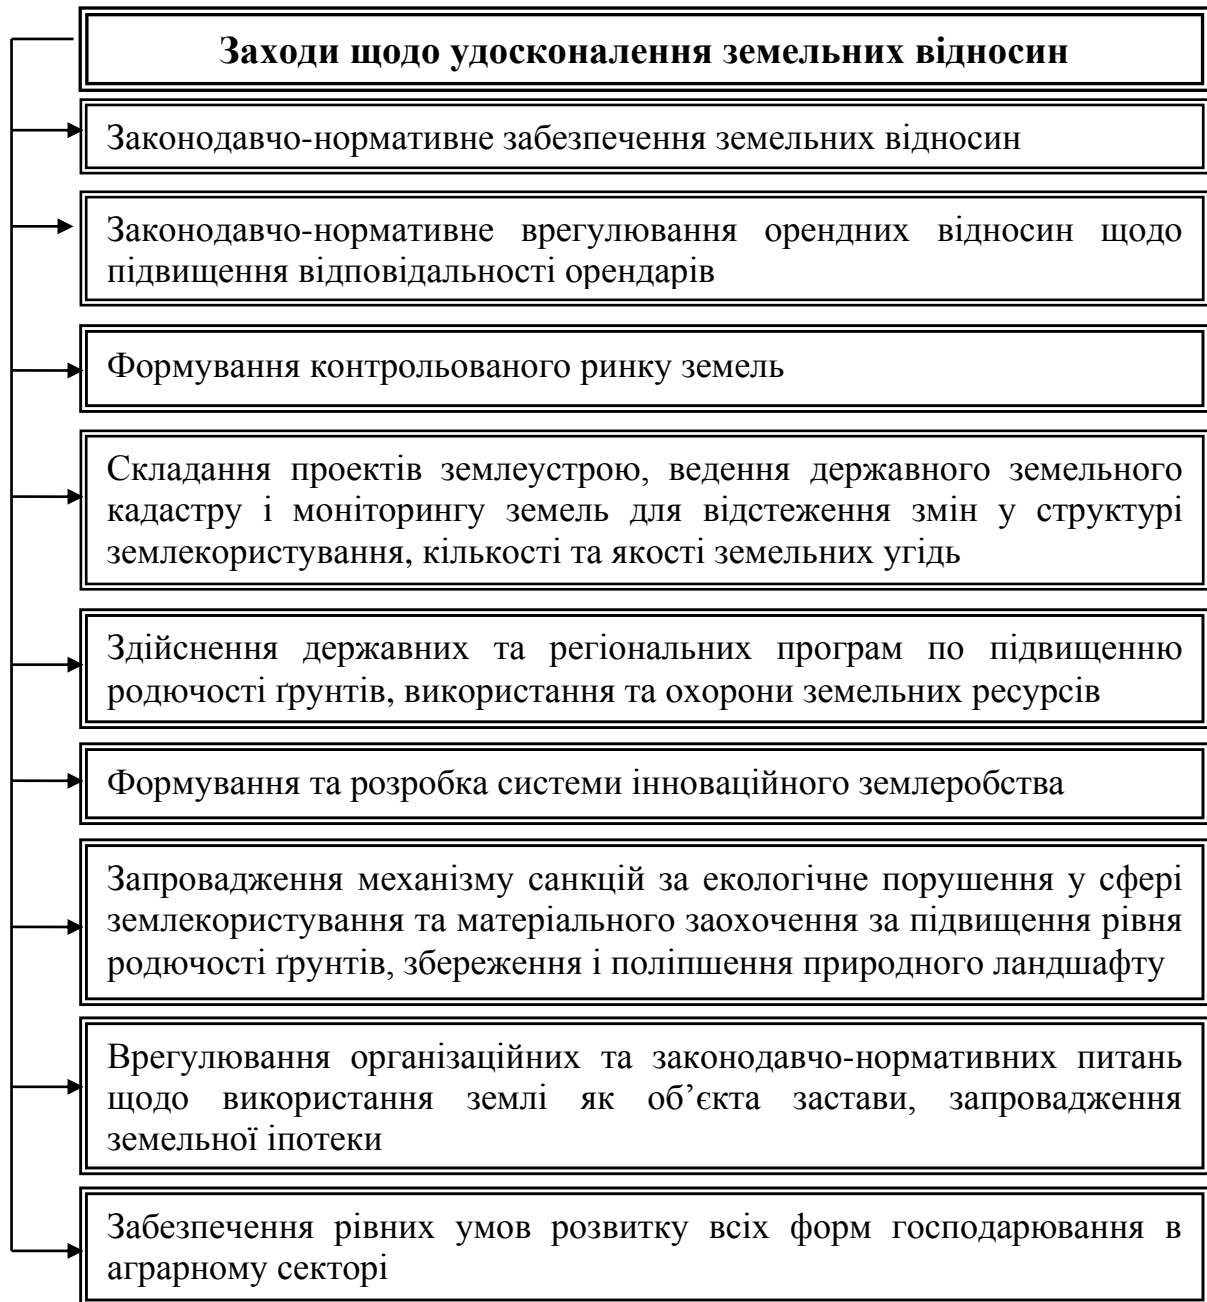 Заходи щодо удосконалення земельних відносин
Законодавчо-нормативне забезпечення земельних відносин
Законодавчо-нормативне врегулювання орендних відносин щодо
підвищення відповідальності орендарів
Формування контрольованого ринку земель
Складання проектів землеустрою, ведення державного земельного
кадастру і моніторингу земель для відстеження змін у структурі
землекористування, кількості та якості земельних угідь
Здійснення державних та регіональних програм по підвищенню
родючості ґрунтів, використання та охорони земельних ресурсів
Формування та розробка системи інноваційного землеробства
Запровадження механізму санкцій за екологічне порушення у сфері
землекористування та матеріального заохочення за підвищення рівня
родючості ґрунтів, збереження і поліпшення природного ландшафту
Врегулювання організаційних та законодавчо-нормативних питань
щодо використання землі як об’єкта застави, запровадження
земельної іпотеки
Забезпечення рівних умов розвитку всіх форм господарювання в
аграрному секторі